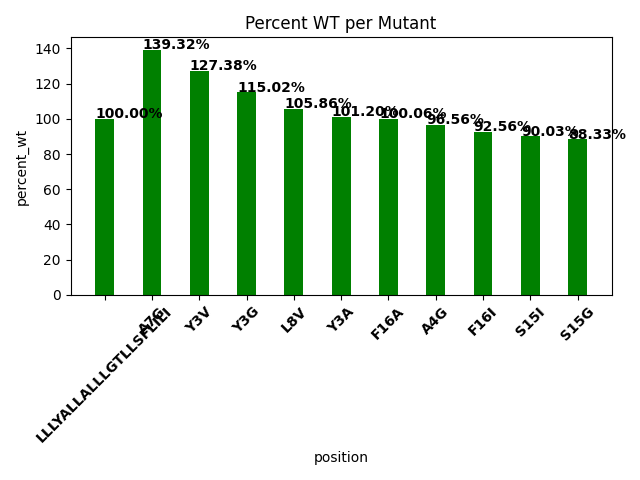 Percent WT per Mutant
139.32%
127.38%
115.02%
105.86%
100.00%
101.20%
100.06%
96.56%
92.56%
90.03%
88.33%
140
120
100
80
60
40
20
0
percent_wt
A7G
Y3V
Y3G
L8V
Y3A
F16A
A4G
F16I
S15I
S15G
position